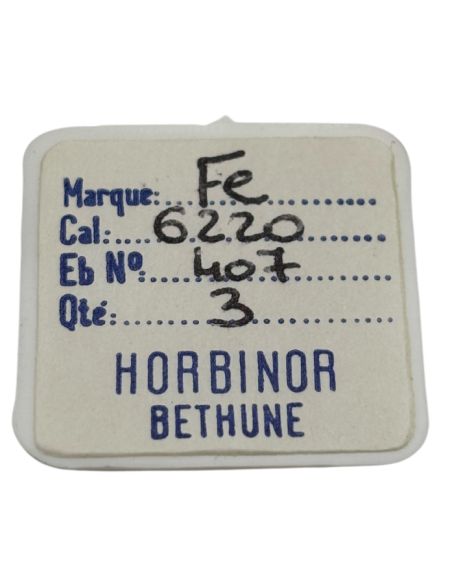 Marque: Fe
Cal: 6220
Eb Nº 407
Qté: 3
HORBINOR
BETHUNE